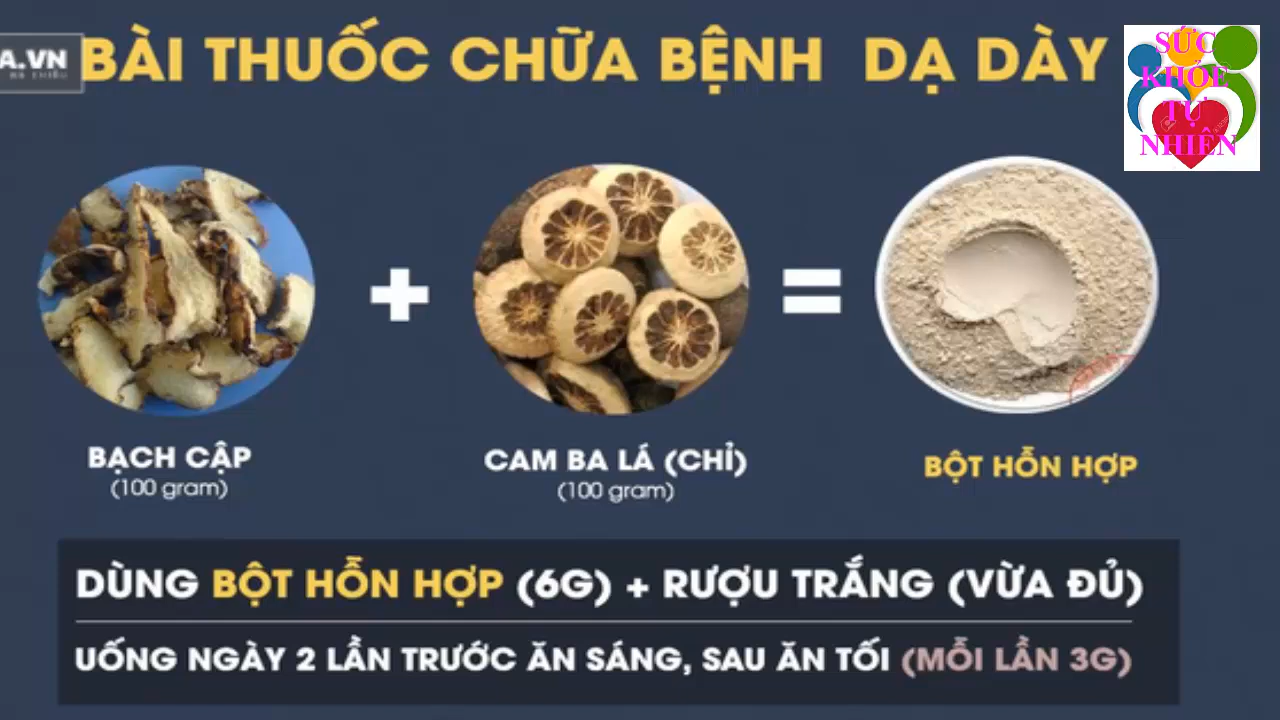 A.VN
BÀI THUỐC CHỮA BỆNH DẠ DÀY
SỨC
KHỎE
TỰ
NHIÊN
BẠCH CẬP
(100 gram)
CAM BA LÁ (CHỈ)
(100 gram)
BỘT HỖN HỢP
DÙNG BỘT HỖN HỢP (6G) + RƯỢU TRẮNG (VỪA ĐỦ)
UỐNG NGÀY 2 LẦN TRƯỚC ĂN SÁNG, SAU ĂN TỐI (MỖI LẦN 3G)